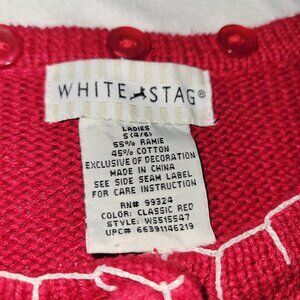 WHITE STAG®
LADIES
S (4/6)
55% RAMIE
45% COTTON
EXCLUSIVE OF DECORATION
MADE IN CHINA
SEE SIDE SEAM LABEL
FOR CARE INSTRUCTION
RN# 99324
COLOR: CLASSIC RED
STYLE: WS515547
UPC# 66391146219